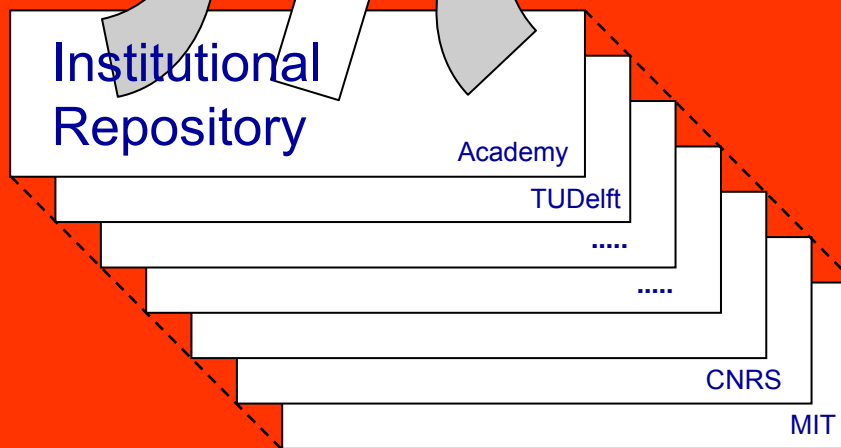 Institutional
Repository
Academy
TUDelft
.....
.....
CNRS
MIT